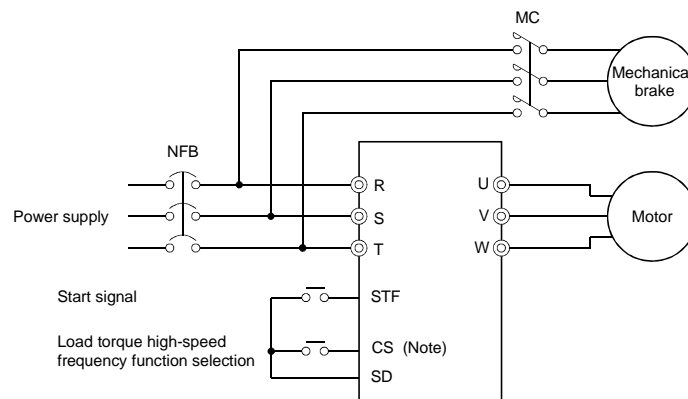 MC
Mechanical
brake
NFB
R
U
Power supply
S
V
Motor
T
W
Start signal
STF
Load torque high-speed
frequency function selection
CS (Note)
SD